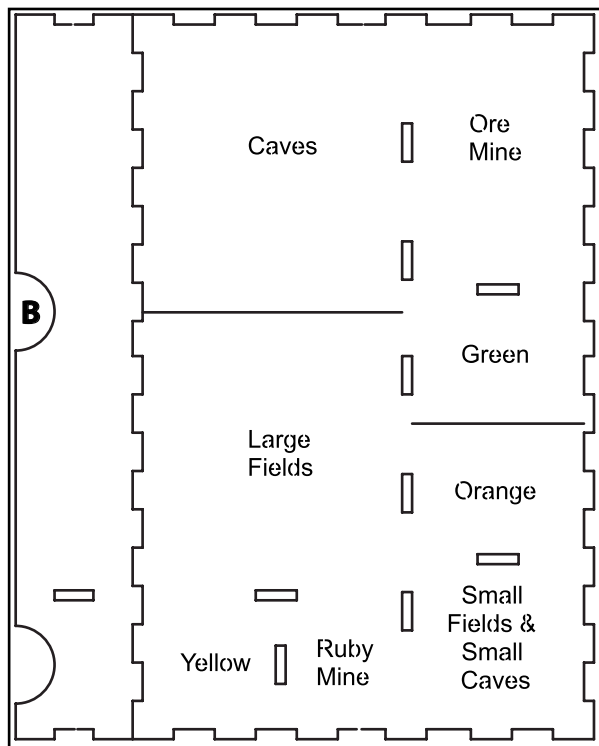 Caves
Ore
Mine
B
Green
Large
Fields
Orange
Small
Fields &
Small
Caves
Yellow
Ruby
Mine